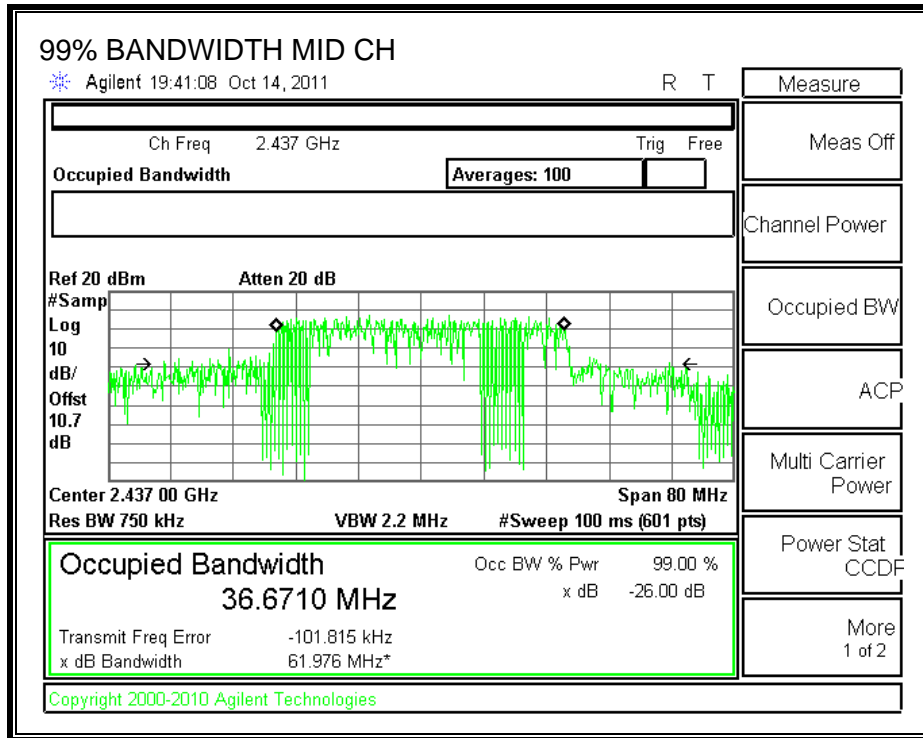 99% BANDWIDTH MID CH
Agilent 19:41:08 Oct 14, 2011 R T Measure
Ch Freq 2.437 GHz Trig Free
Meas Off
Occupied Bandwidth Averages: 100
Channel Power
Ref 20 dBm Atten 20 dB
#Samp
Log
10
dB/
Offst
10.7
dB
Occupied BW
ACP
Multi Carrier
Power
Center 2.437 00 GHz Span 80 MHz
Res BW 750 kHz VBW 2.2 MHz #Sweep 100 ms (601 pts)
Occupied Bandwidth Occ BW % Pwr 99.00 %
36.6710 MHz x dB -26.00 dB
Power Stat
CCDF
Transmit Freq Error -101.815 kHz
x dB Bandwidth 61.976 MHz*
More
1 of 2
Copyright 2000-2010 Agilent Technologies